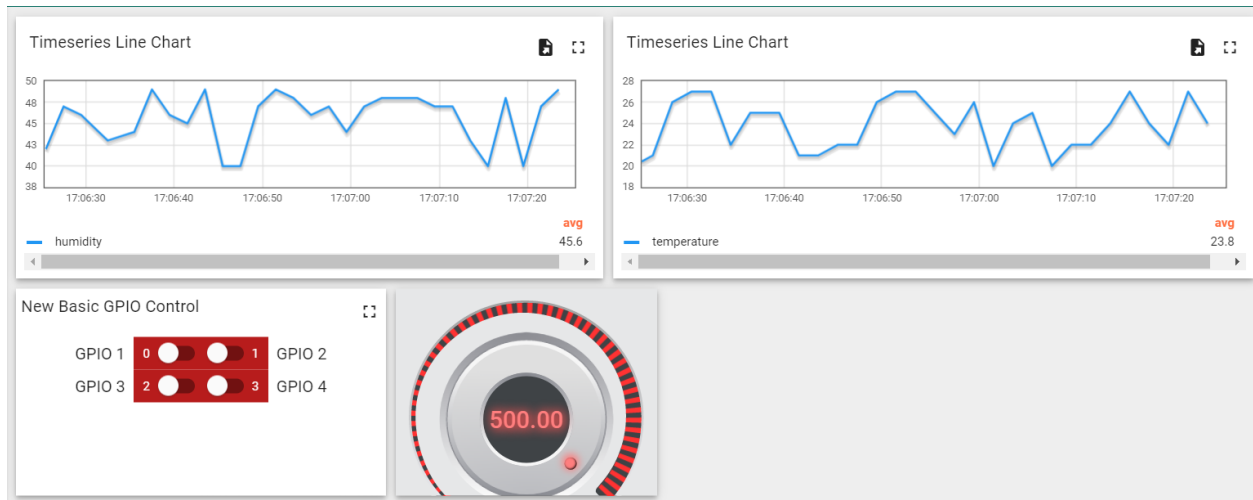 Timeseries Line Chart
50
48
45
43
40
38
17:06:30 17:06:40 17:06:50 17:07:00 17:07:10 17:07:20
avg
humidity 45.6
Timeseries Line Chart
28
26
24
22
20
18
17:06:30 17:06:40 17:06:50 17:07:00 17:07:10 17:07:20
avg
temperature 23.8
New Basic GPIO Control
GPIO 1 0 1 GPIO 2
GPIO 3 2 3 GPIO 4
500.00